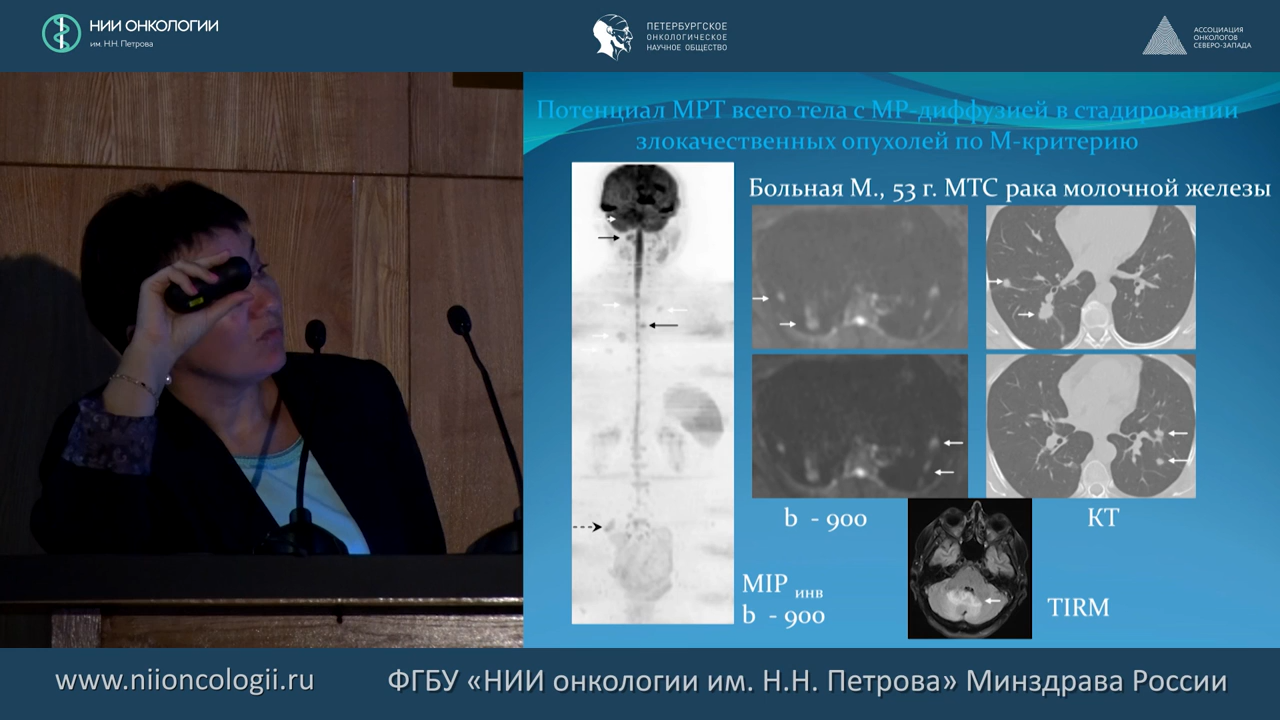 НИИ ОНКОЛОГИИ
им. Н.Н. Петрова
ПЕТЕРБУРГСКОЕ
ОНКОЛОГИЧЕСКОЕ
НАУЧНОЕ ОБЩЕСТВО
АССОЦИАЦИЯ
ОНКОЛОГОВ
СЕВЕРО-ЗАПАДА
Потенциал МРТ всего тела с МР-диффузией в стадировании
злокачественных опухолей по М-критерию
Больная М., 53 г. МТС рака молочной железы
b - 900
КТ
MIP инв
b - 900
TIRM
www.niioncologii.ru
ФГБУ «НИИ онкологии им. Н.Н. Петрова» Минздрава России